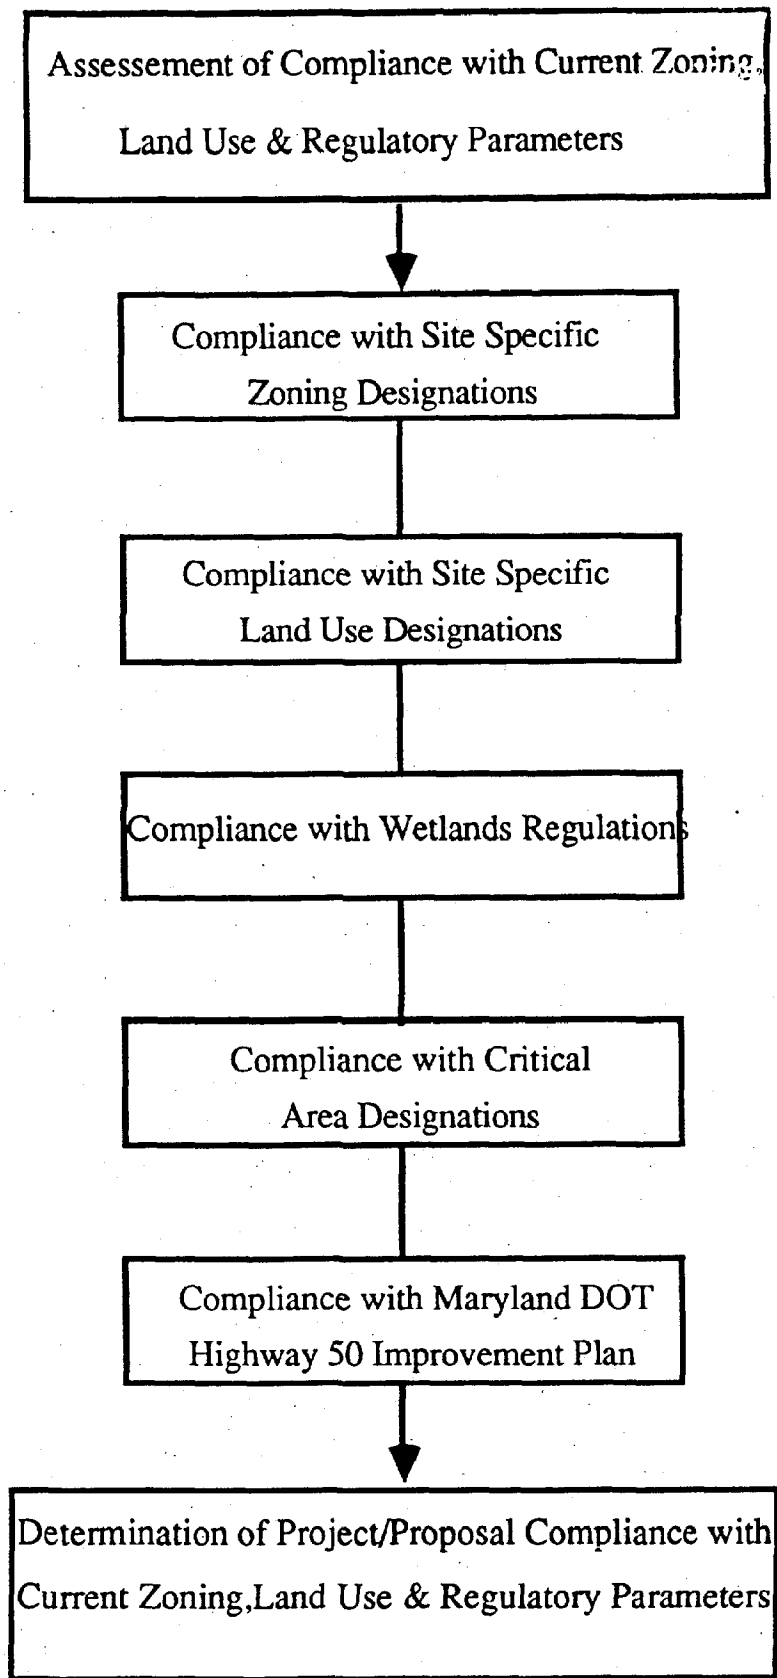 Assessement of Compliance with Current Zoning,
Land Use & Regulatory Parameters
Compliance with Site Specific
Zoning Designations
Compliance with Site Specific
Land Use Designations
Compliance with Wetlands Regulations
Compliance with Critical
Area Designations
Compliance with Maryland DOT
Highway 50 Improvement Plan
Determination of Project/Proposal Compliance with
Current Zoning,Land Use & Regulatory Parameters